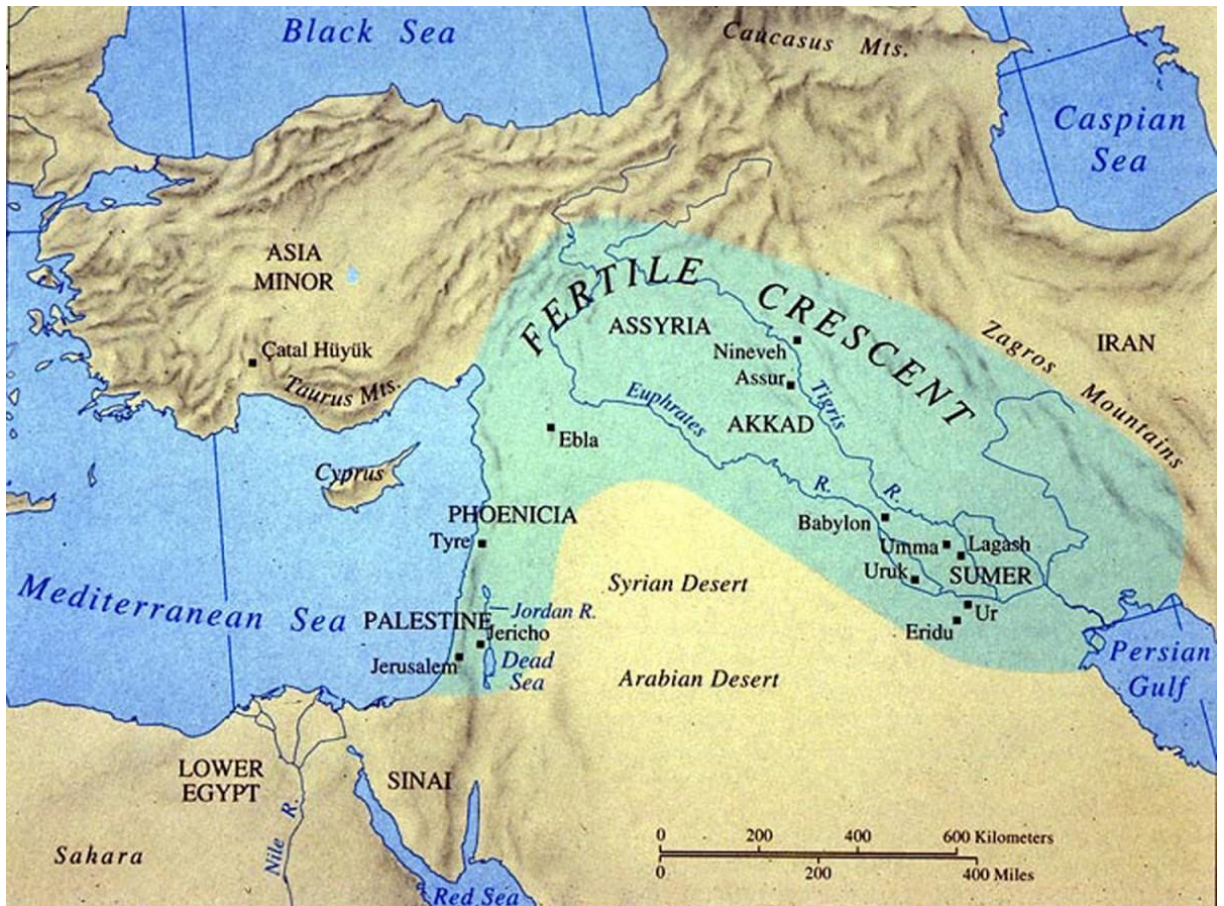 Black Sea
Caucasus Mts.
Caspian
Sea
ASIA
MINOR
FERTILE CRESCENT
ASSYRIA
Zagros Mountains
IRAN
Çatal Hüyük
Nineveh
Taurus Mts.
Assur
Tigris R.
Euphrates R.
AKKAD
Ebla
Cyprus
PHOENICIA
Babylon
Tyre
Umma
Lagash
Uruk
SUMER
Syrian Desert
Mediterranean Sea
Jordan R.
Ur
PALESTINE
Eridu
Jericho
Jerusalem
Dead
Sea
Persian
Gulf
Arabian Desert
LOWER
EGYPT
SINAI
Nile R.
Sahara
Red Sea
0 200 400 600 Kilometers
0 200 400 Miles